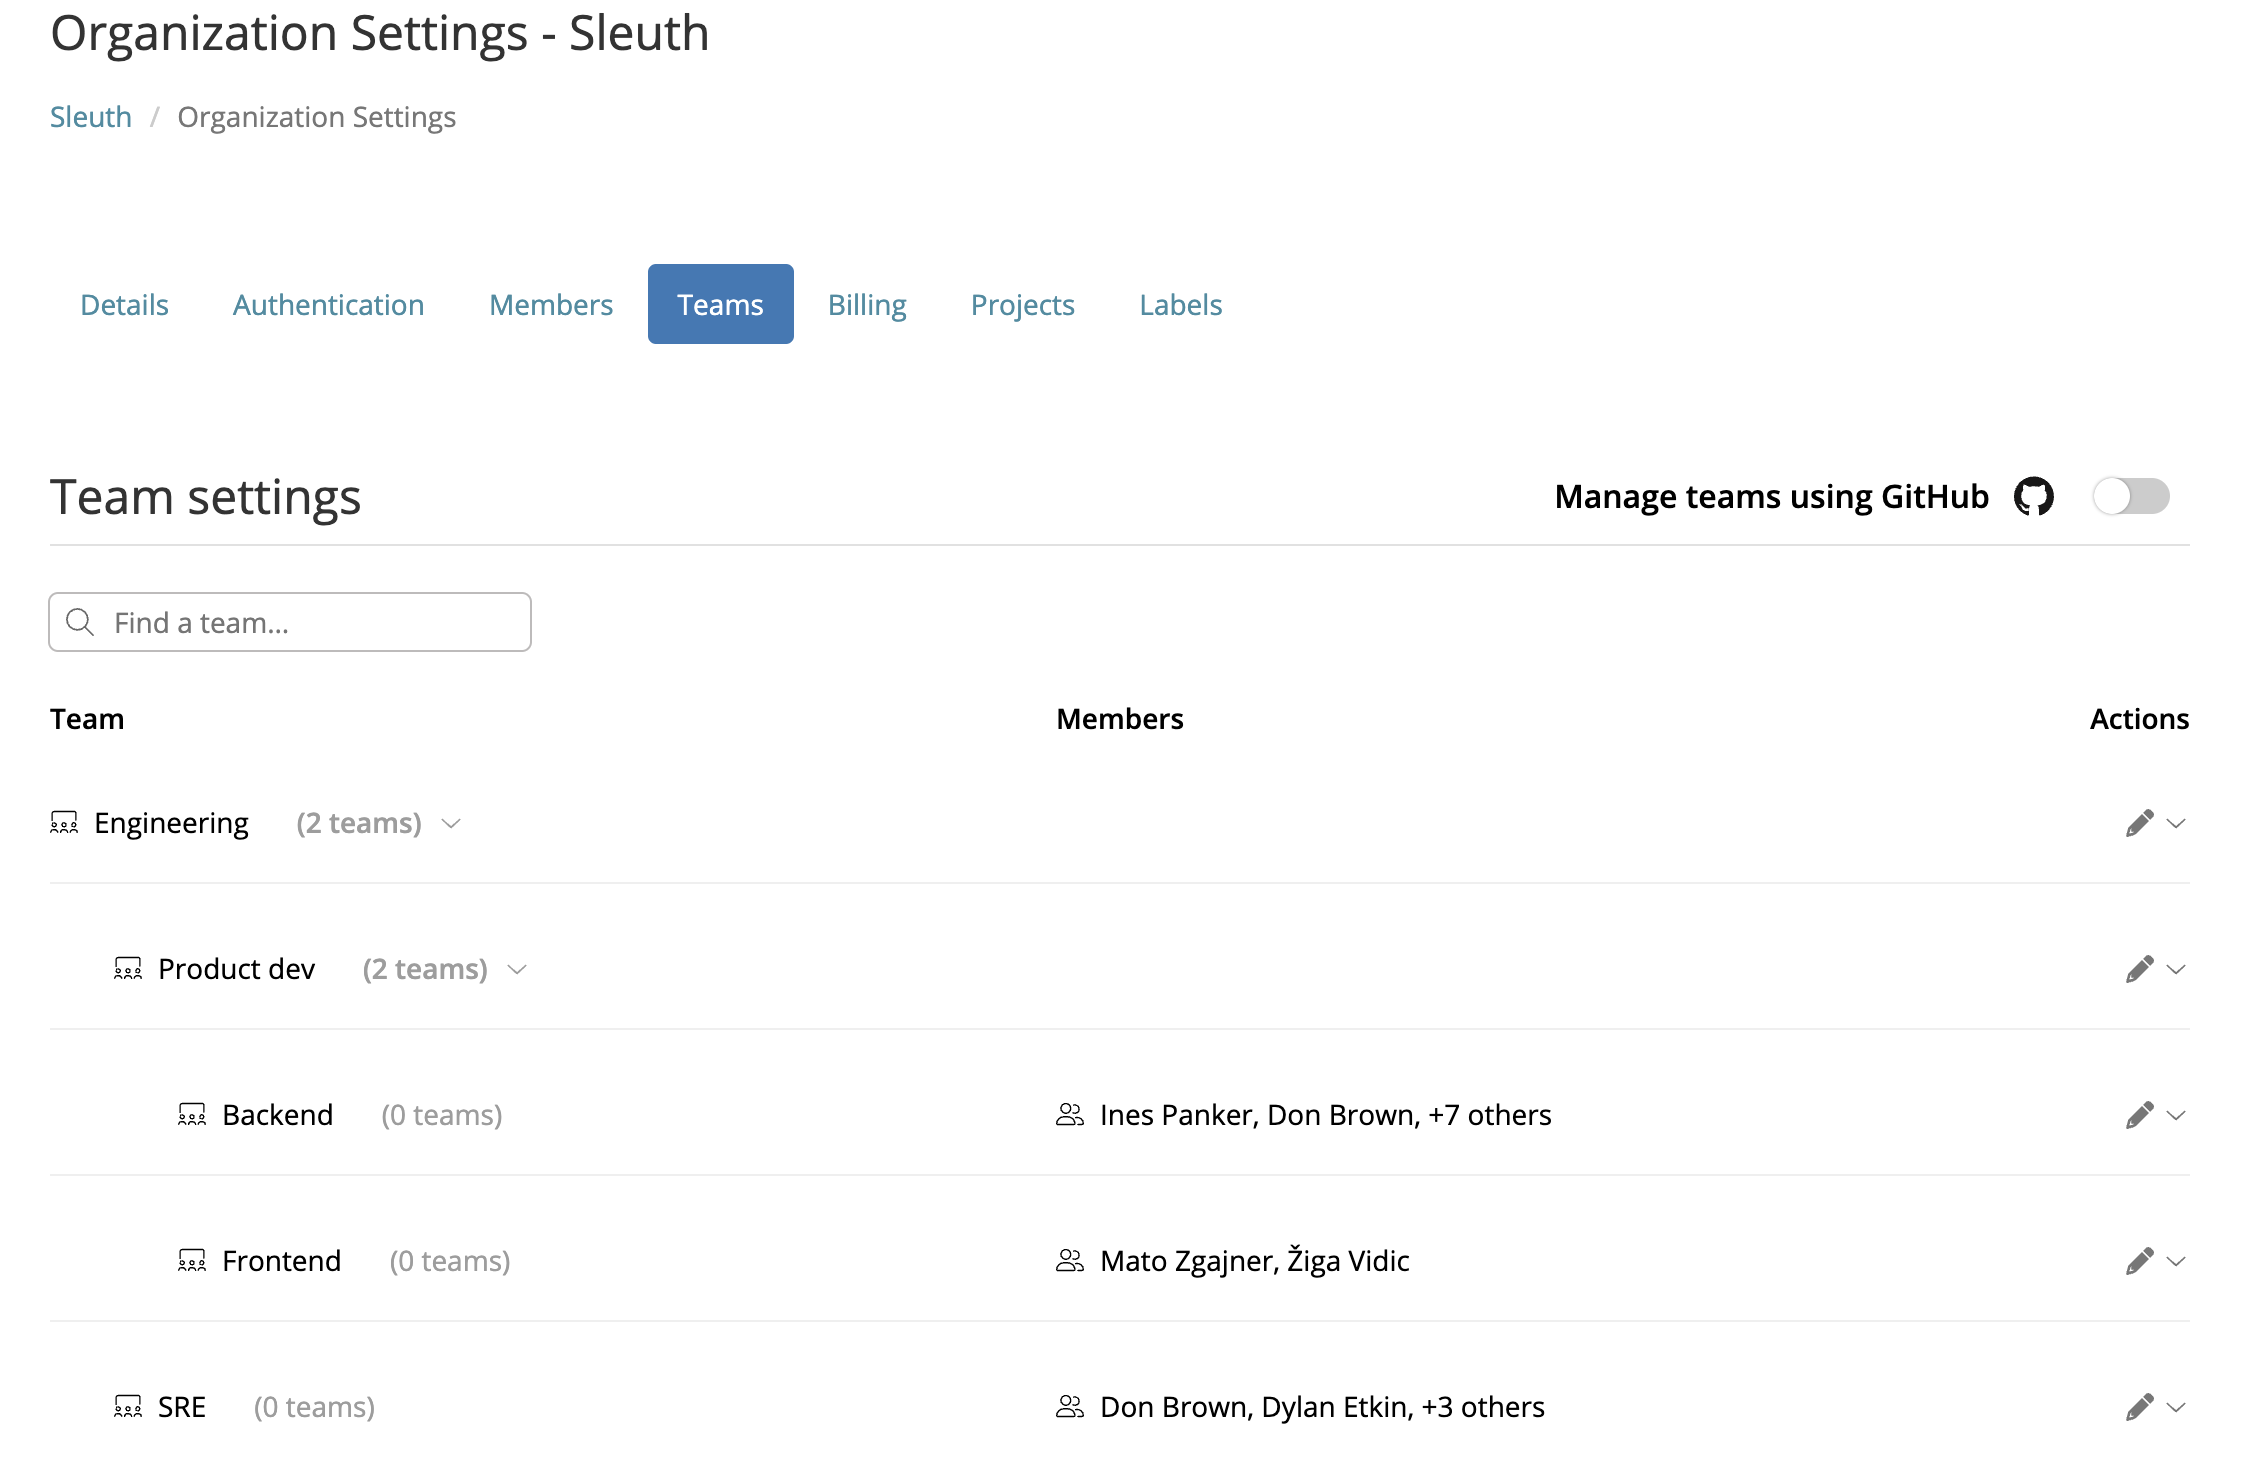 Organization Settings - Sleuth
Sleuth / Organization Settings
Details Authentication Members Teams Billing Projects Labels
Team settings Manage teams using GitHub
Find a team...
Team Members Actions
Engineering (2 teams)
Product dev (2 teams)
Backend (0 teams) Ines Panker, Don Brown, +7 others
Frontend (0 teams) Mato Zgajner, Žiga Vidic
SRE (0 teams) Don Brown, Dylan Etkin, +3 others